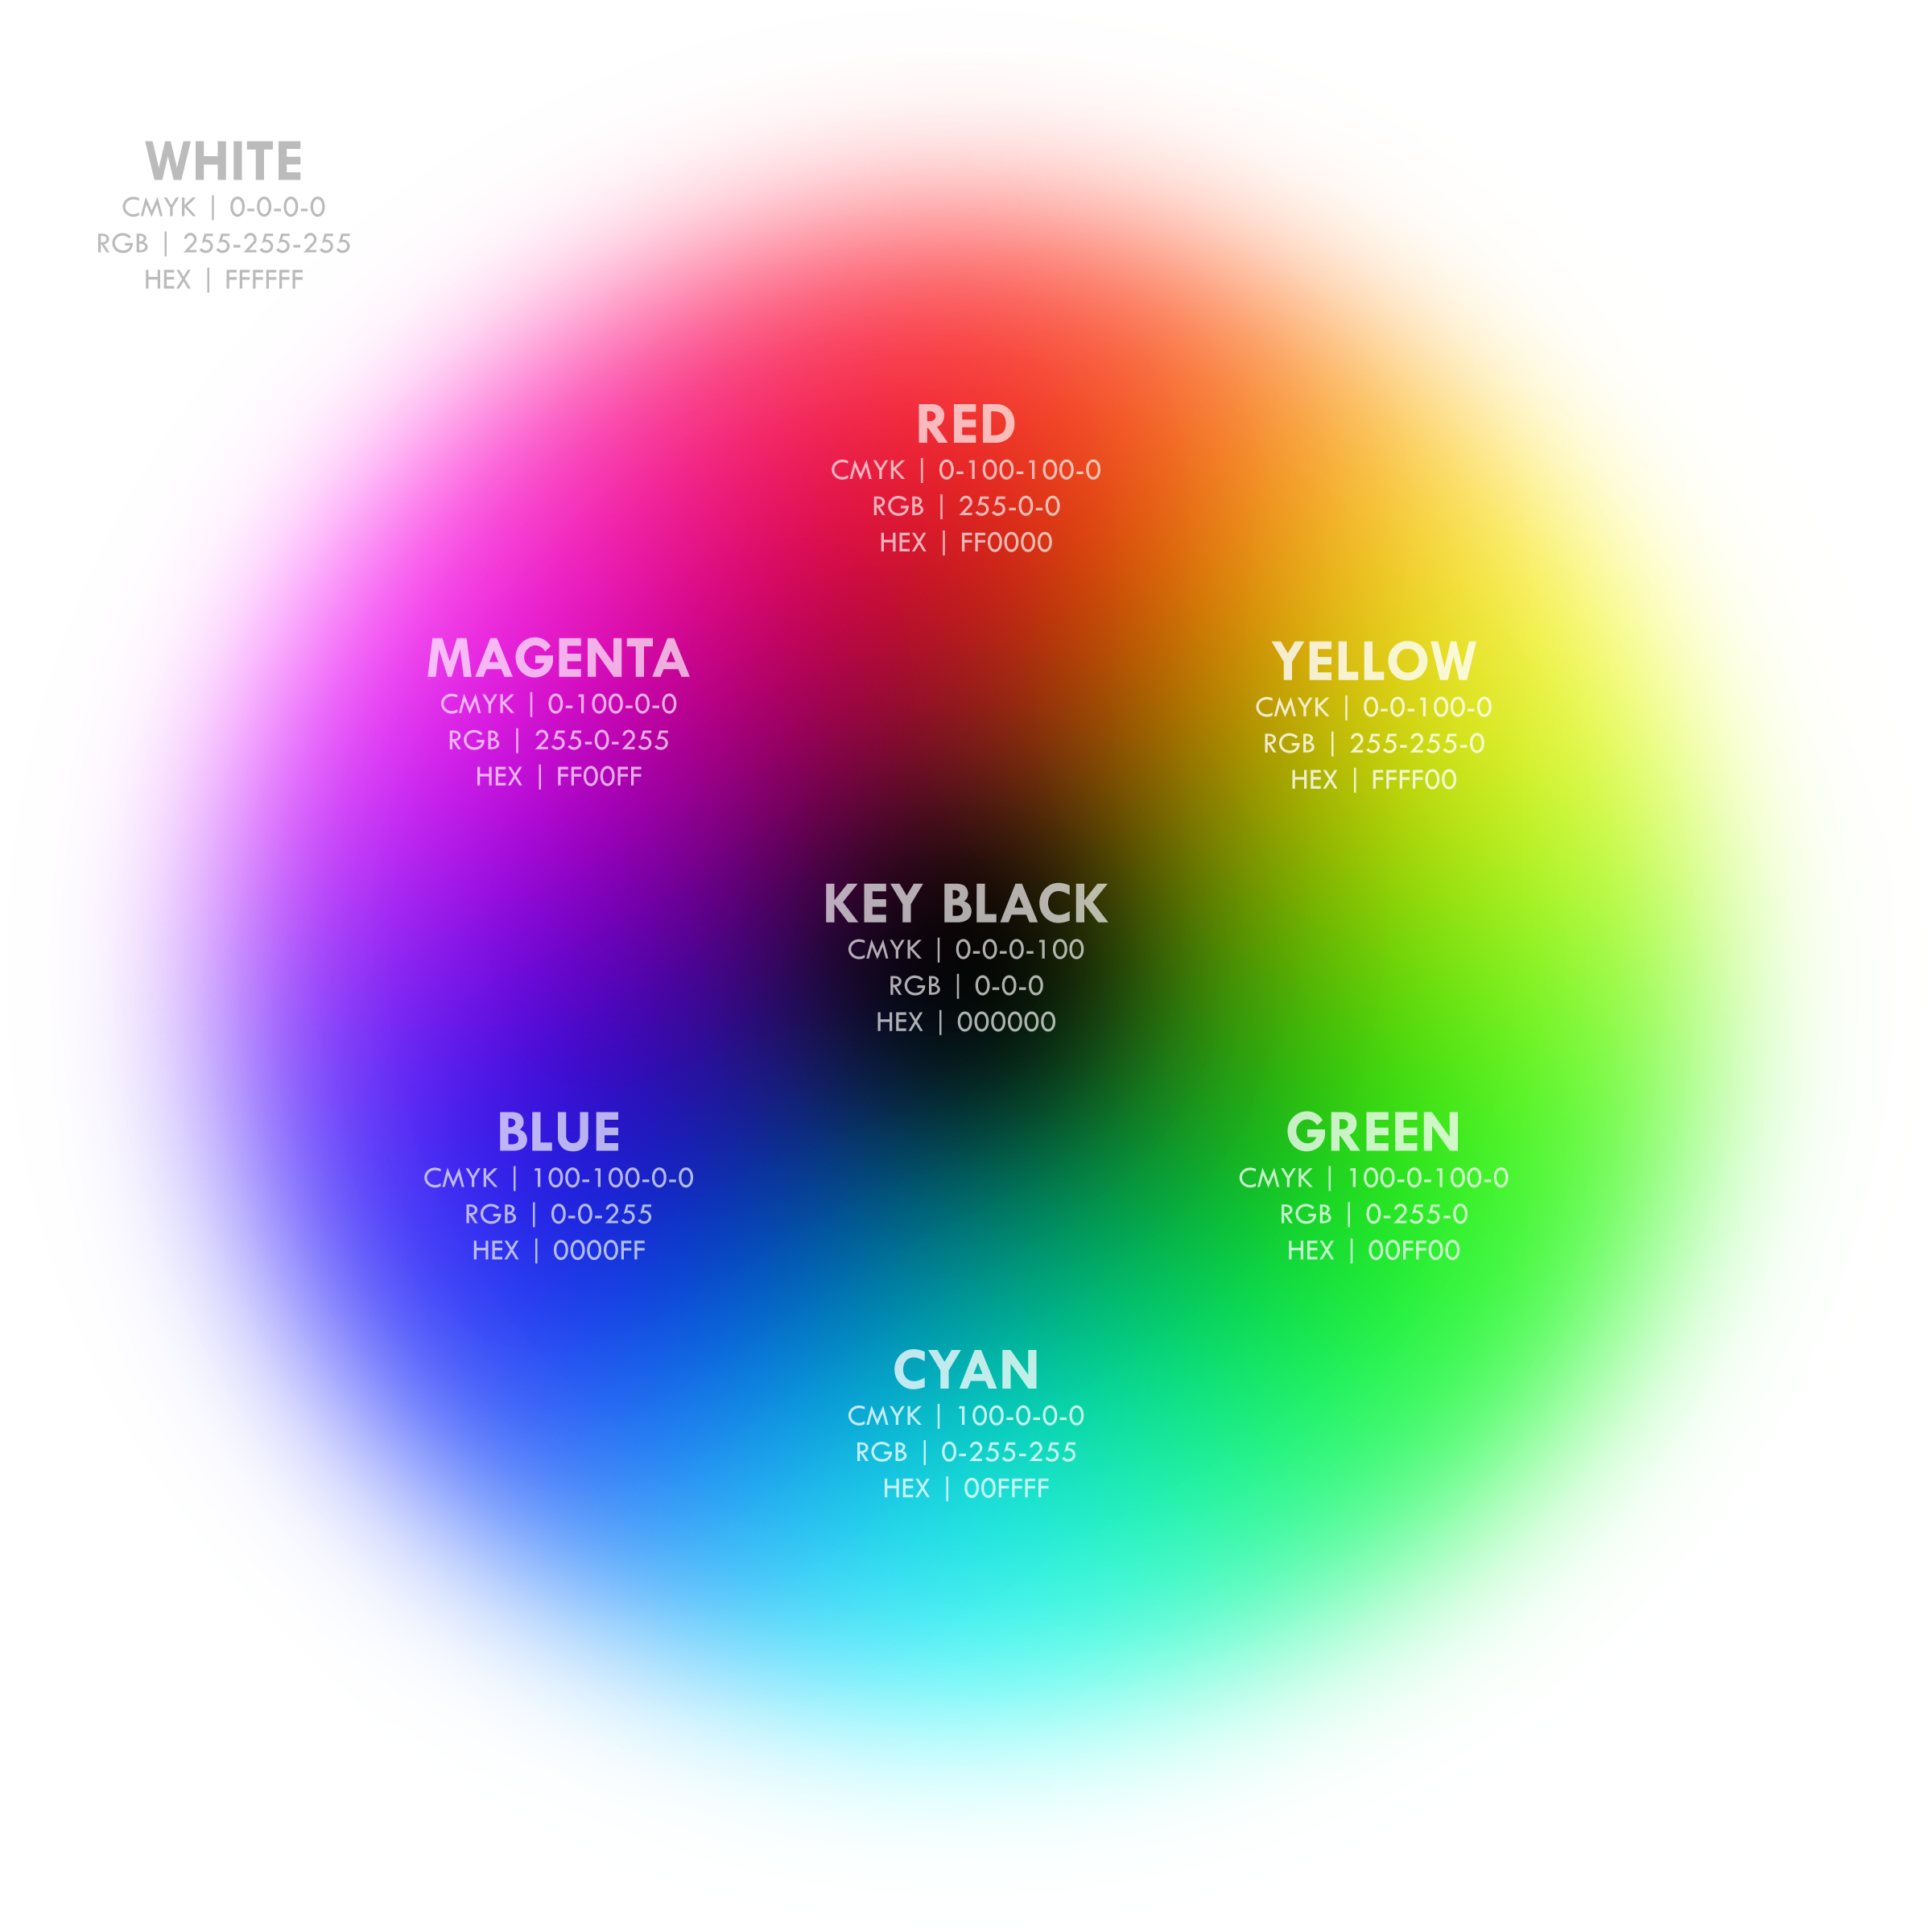 WHITE
CMYK | 0-0-0-0
RGB | 255-255-255
HEX | FFFFFF
RED
CMYK | 0-100-100-0
RGB | 255-0-0
HEX | FF0000
MAGENTA
CMYK | 0-100-0-0
RGB | 255-0-255
HEX | FF00FF
YELLOW
CMYK | 0-0-100-0
RGB | 255-255-0
HEX | FFFF00
KEY BLACK
CMYK | 0-0-0-100
RGB | 0-0-0
HEX | 000000
BLUE
CMYK | 100-100-0-0
RGB | 0-0-255
HEX | 0000FF
GREEN
CMYK | 100-0-100-0
RGB | 0-255-0
HEX | 00FF00
CYAN
CMYK | 100-0-0-0
RGB | 0-255-255
HEX | 00FFFF